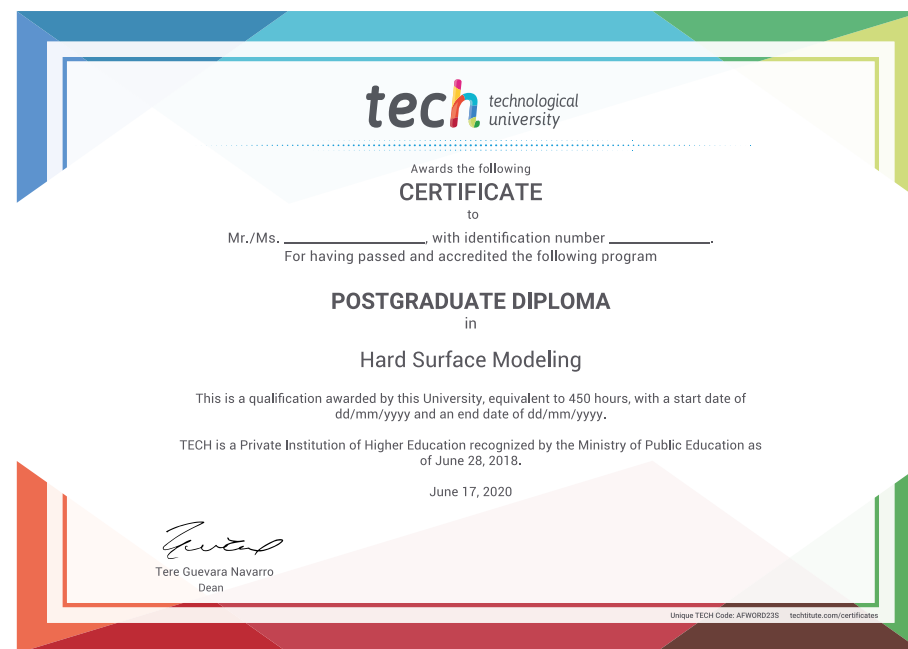 tech technological
university
Awards the following
CERTIFICATE
to
Mr./Ms. ________________, with identification number ____________.
For having passed and accredited the following program
POSTGRADUATE DIPLOMA
in
Hard Surface Modeling
This is a qualification awarded by this University, equivalent to 450 hours, with a start date of
dd/mm/yyyy and an end date of dd/mm/yyyy.
TECH is a Private Institution of Higher Education recognized by the Ministry of Public Education as
of June 28, 2018.
June 17, 2020
Tere Guevara Navarro
Dean
Unique TECH Code: AFWORD23S techtitute.com/certificates